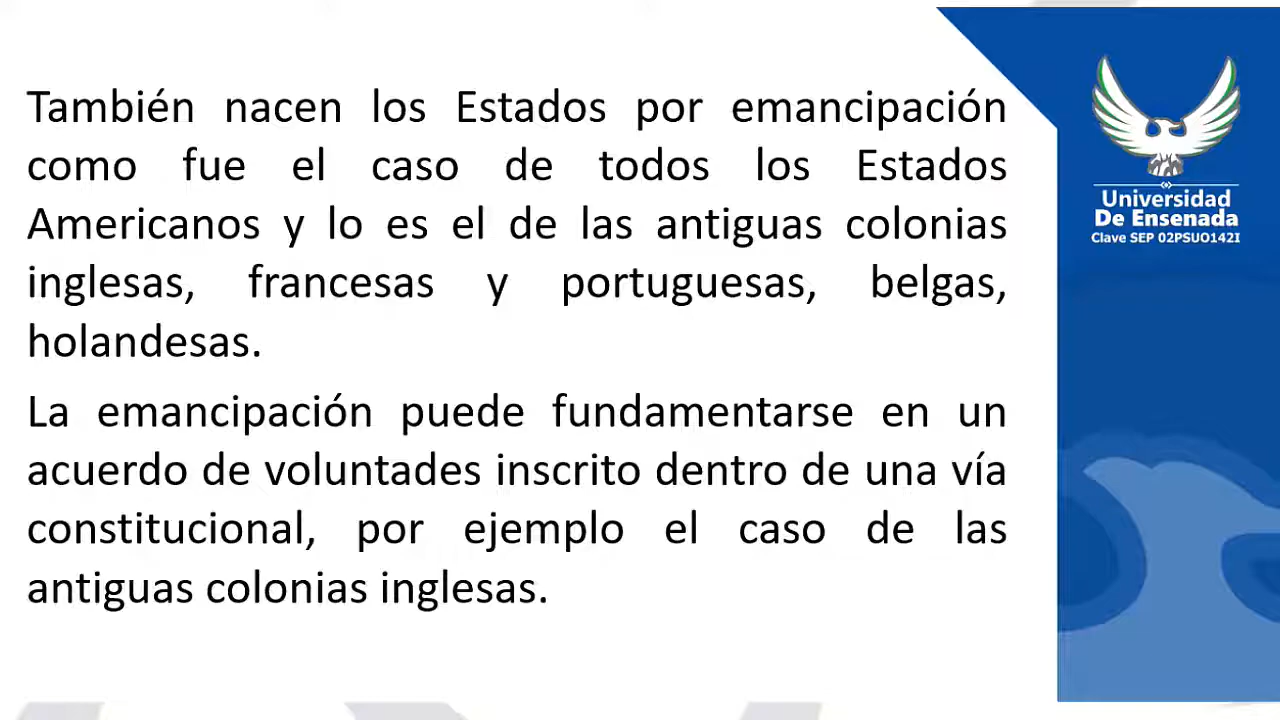 También nacen los Estados por emancipación
como fue el caso de todos los Estados
Americanos y lo es el de las antiguas colonias
inglesas, francesas y portuguesas, belgas,
holandesas.
La emancipación puede fundamentarse en un
acuerdo de voluntades inscrito dentro de una vía
constitucional, por ejemplo el caso de las
antiguas colonias inglesas.
Universidad
De Ensenada
Clave SEP 02PSUO142I